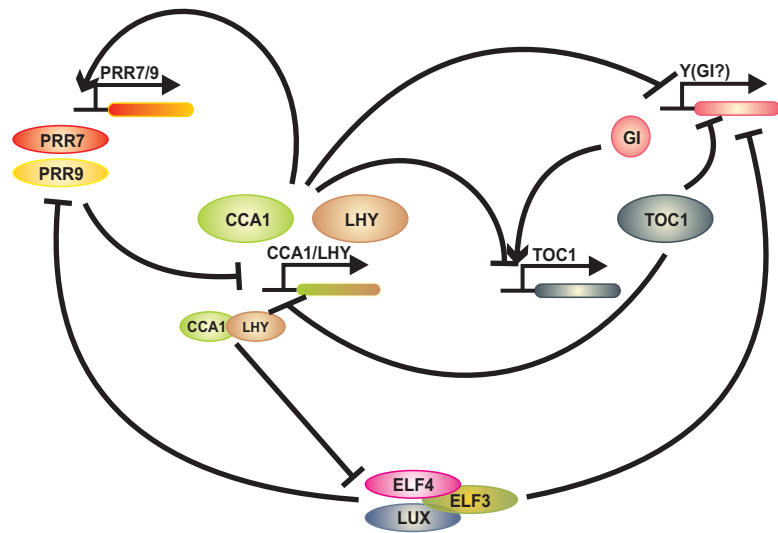 PRR7/9
Y(GI?)
PRR7
GI
PRR9
CCA1
LHY
TOC1
CCA1/LHY
TOC1
CCA1
LHY
ELF4
ELF3
LUX